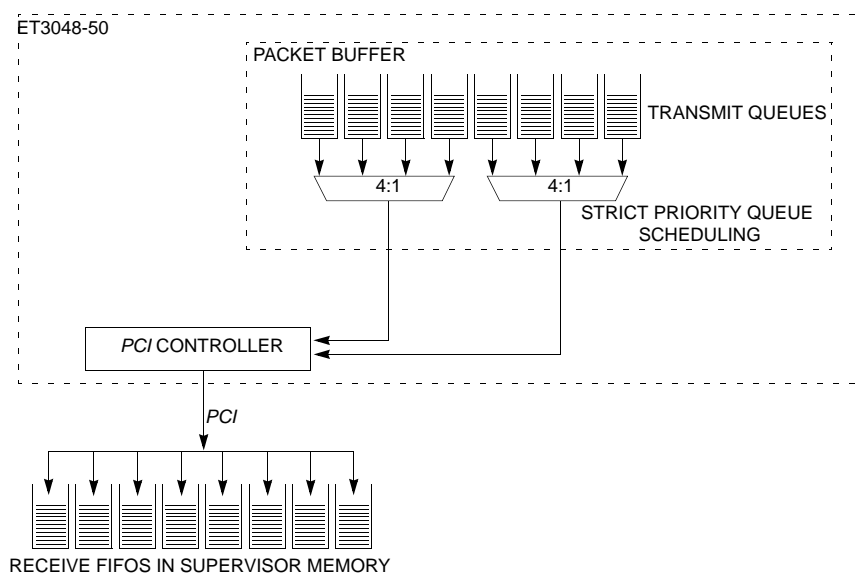 ET3048-50
PACKET BUFFER
TRANSMIT QUEUES
4:1
4:1
STRICT PRIORITY QUEUE
SCHEDULING
PCI CONTROLLER
PCI
RECEIVE FIFOS IN SUPERVISOR MEMORY